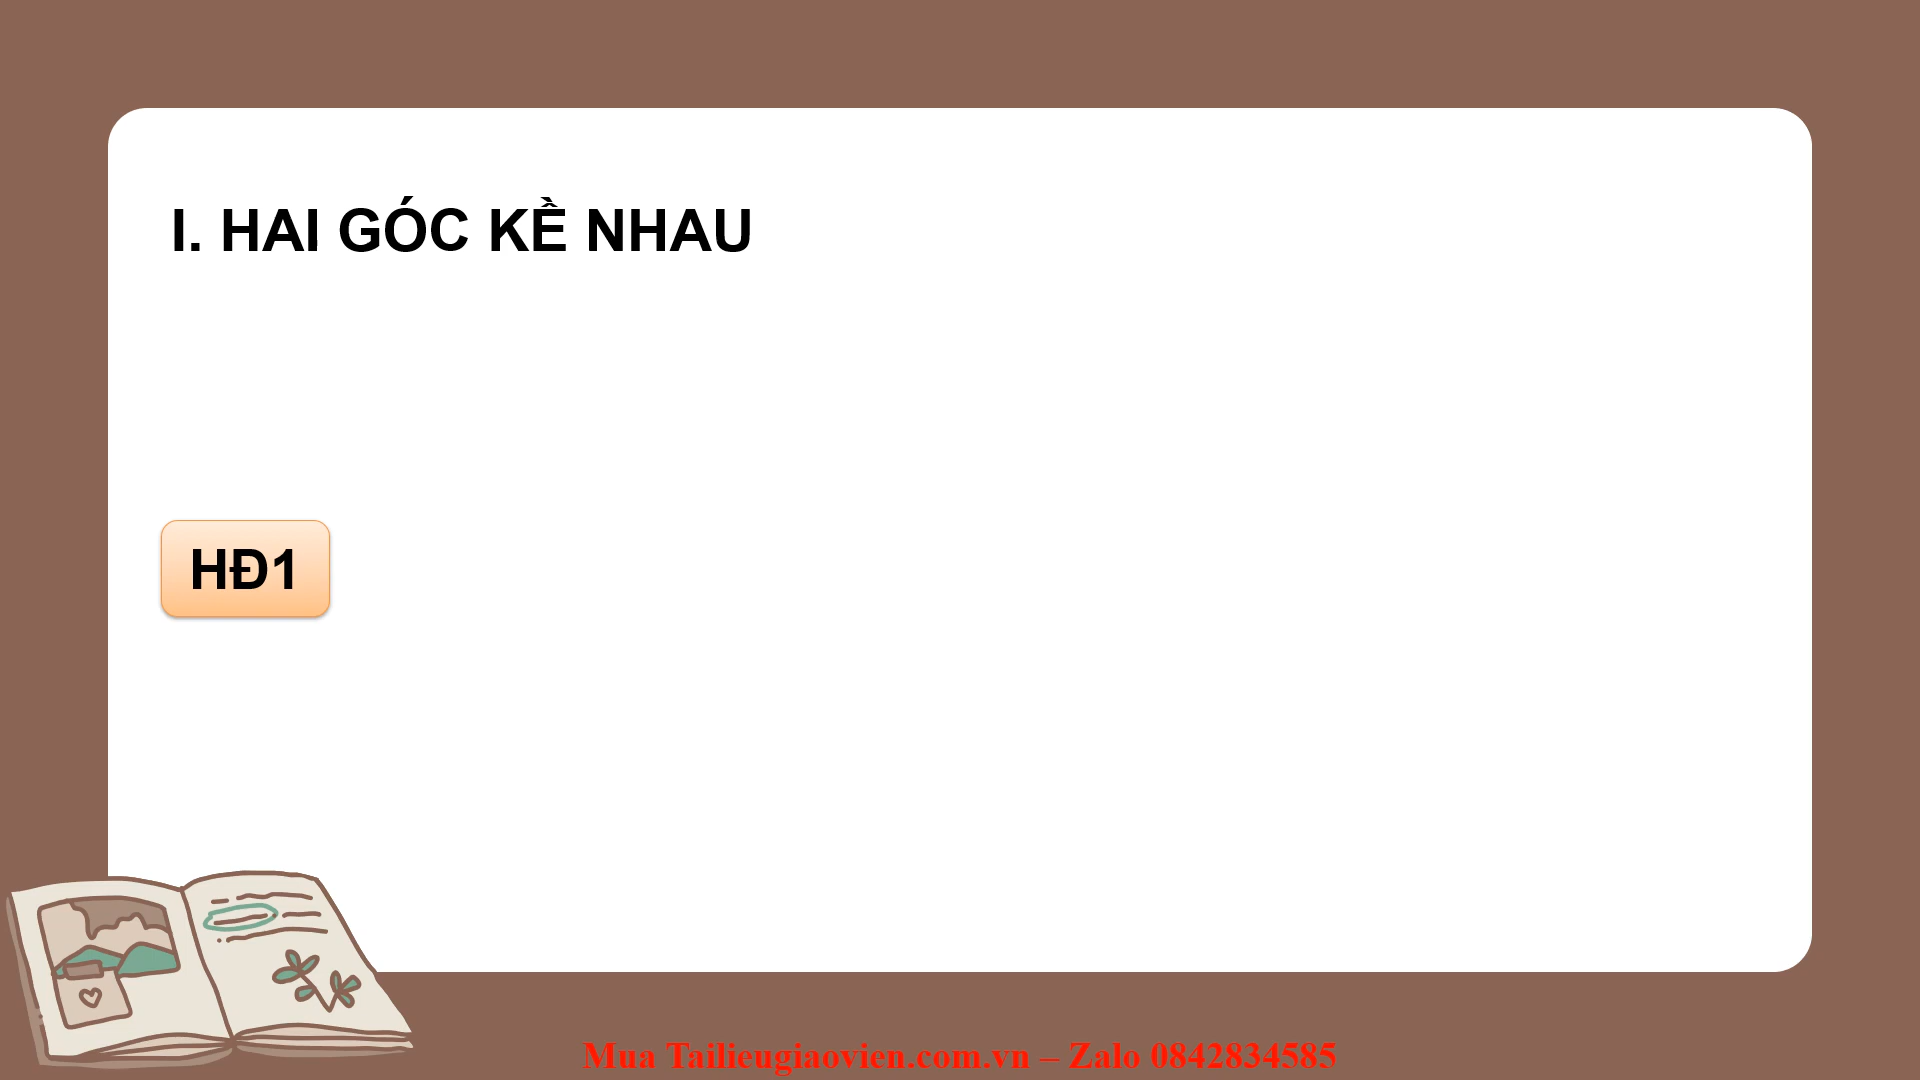 I. HAI GÓC KỀ NHAU
HĐ1
Mua Tailieugiaovien.com.vn – Zalo 0842834585